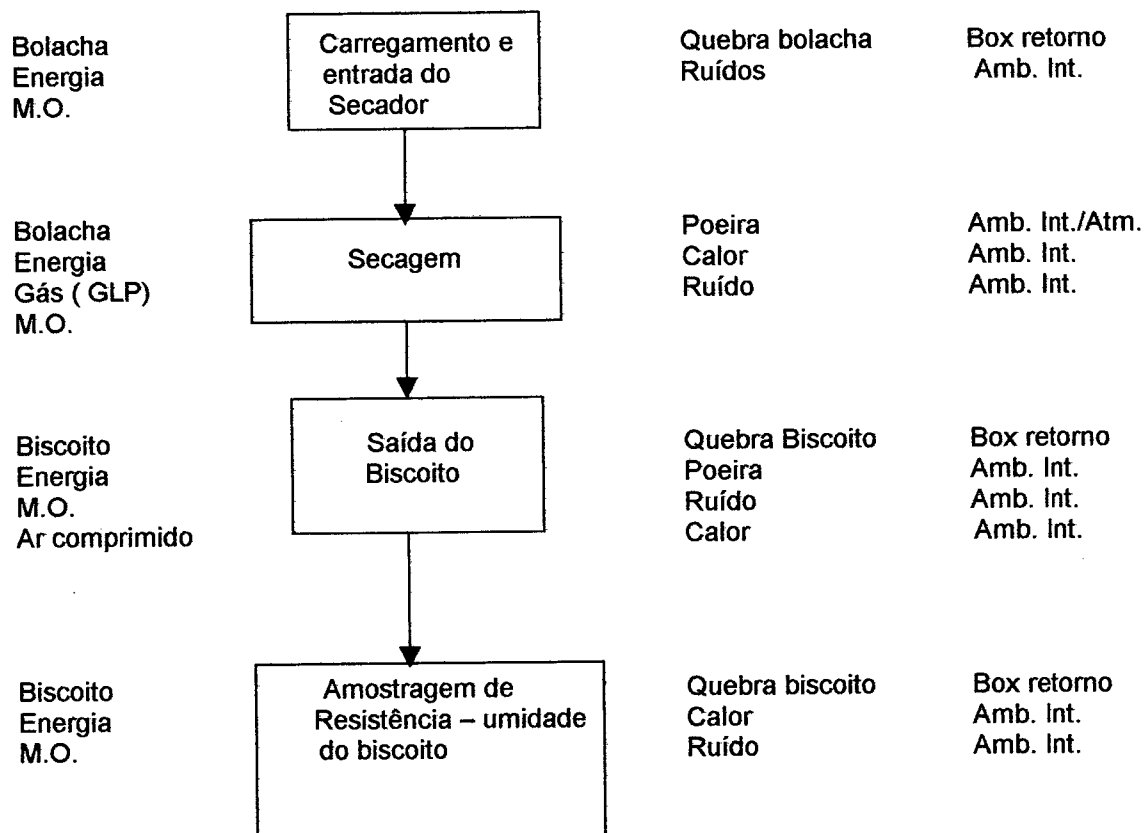 Bolacha
Energia
M.O.
Carregamento e
entrada do
Secador
Quebra bolacha
Ruídos
Box retorno
Amb. Int.
Bolacha
Energia
Gás ( GLP)
M.O.
Secagem
Poeira
Calor
Ruído
Amb. Int./Atm.
Amb. Int.
Amb. Int.
Biscoito
Energia
M.O.
Ar comprimido
Saída do
Biscoito
Quebra Biscoito
Poeira
Ruído
Calor
Box retorno
Amb. Int.
Amb. Int.
Amb. Int.
Biscoito
Energia
M.O.
Amostragem de
Resistência – umidade
do biscoito
Quebra biscoito
Calor
Ruído
Box retorno
Amb. Int.
Amb. Int.